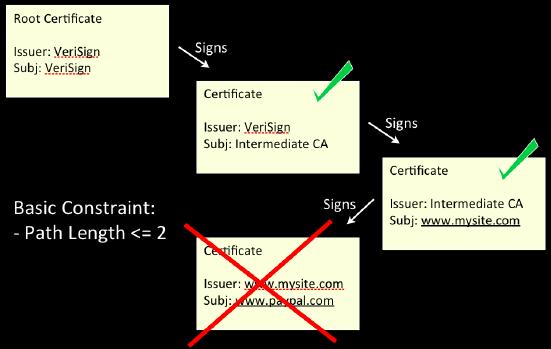 Root Certificate
Issuer: VeriSign
Subj: VeriSign
Signs
Certificate
Issuer: VeriSign
Subj: Intermediate CA
Signs
Certificate
Issuer: Intermediate CA
Subj: www.mysite.com
Signs
Certificate
Issuer: www.mysite.com
Subj: www.paypal.com
Basic Constraint:
- Path Length <= 2